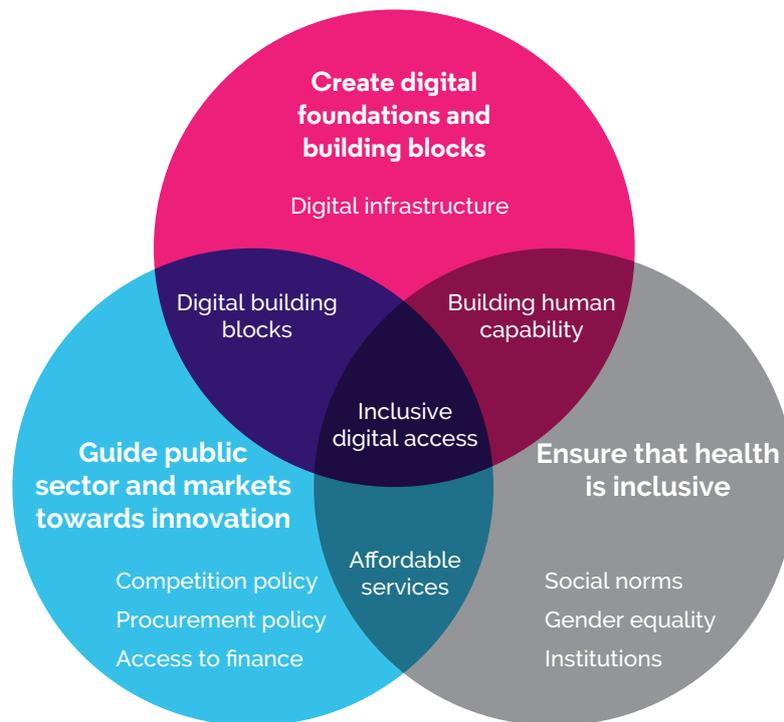 Create digital
foundations and
building blocks
Digital infrastructure
Digital building
blocks
Building human
capability
Inclusive
digital access
Guide public
sector and markets
towards innovation
Competition policy
Procurement policy
Access to finance
Affordable
services
Ensure that health
is inclusive
Social norms
Gender equality
Institutions